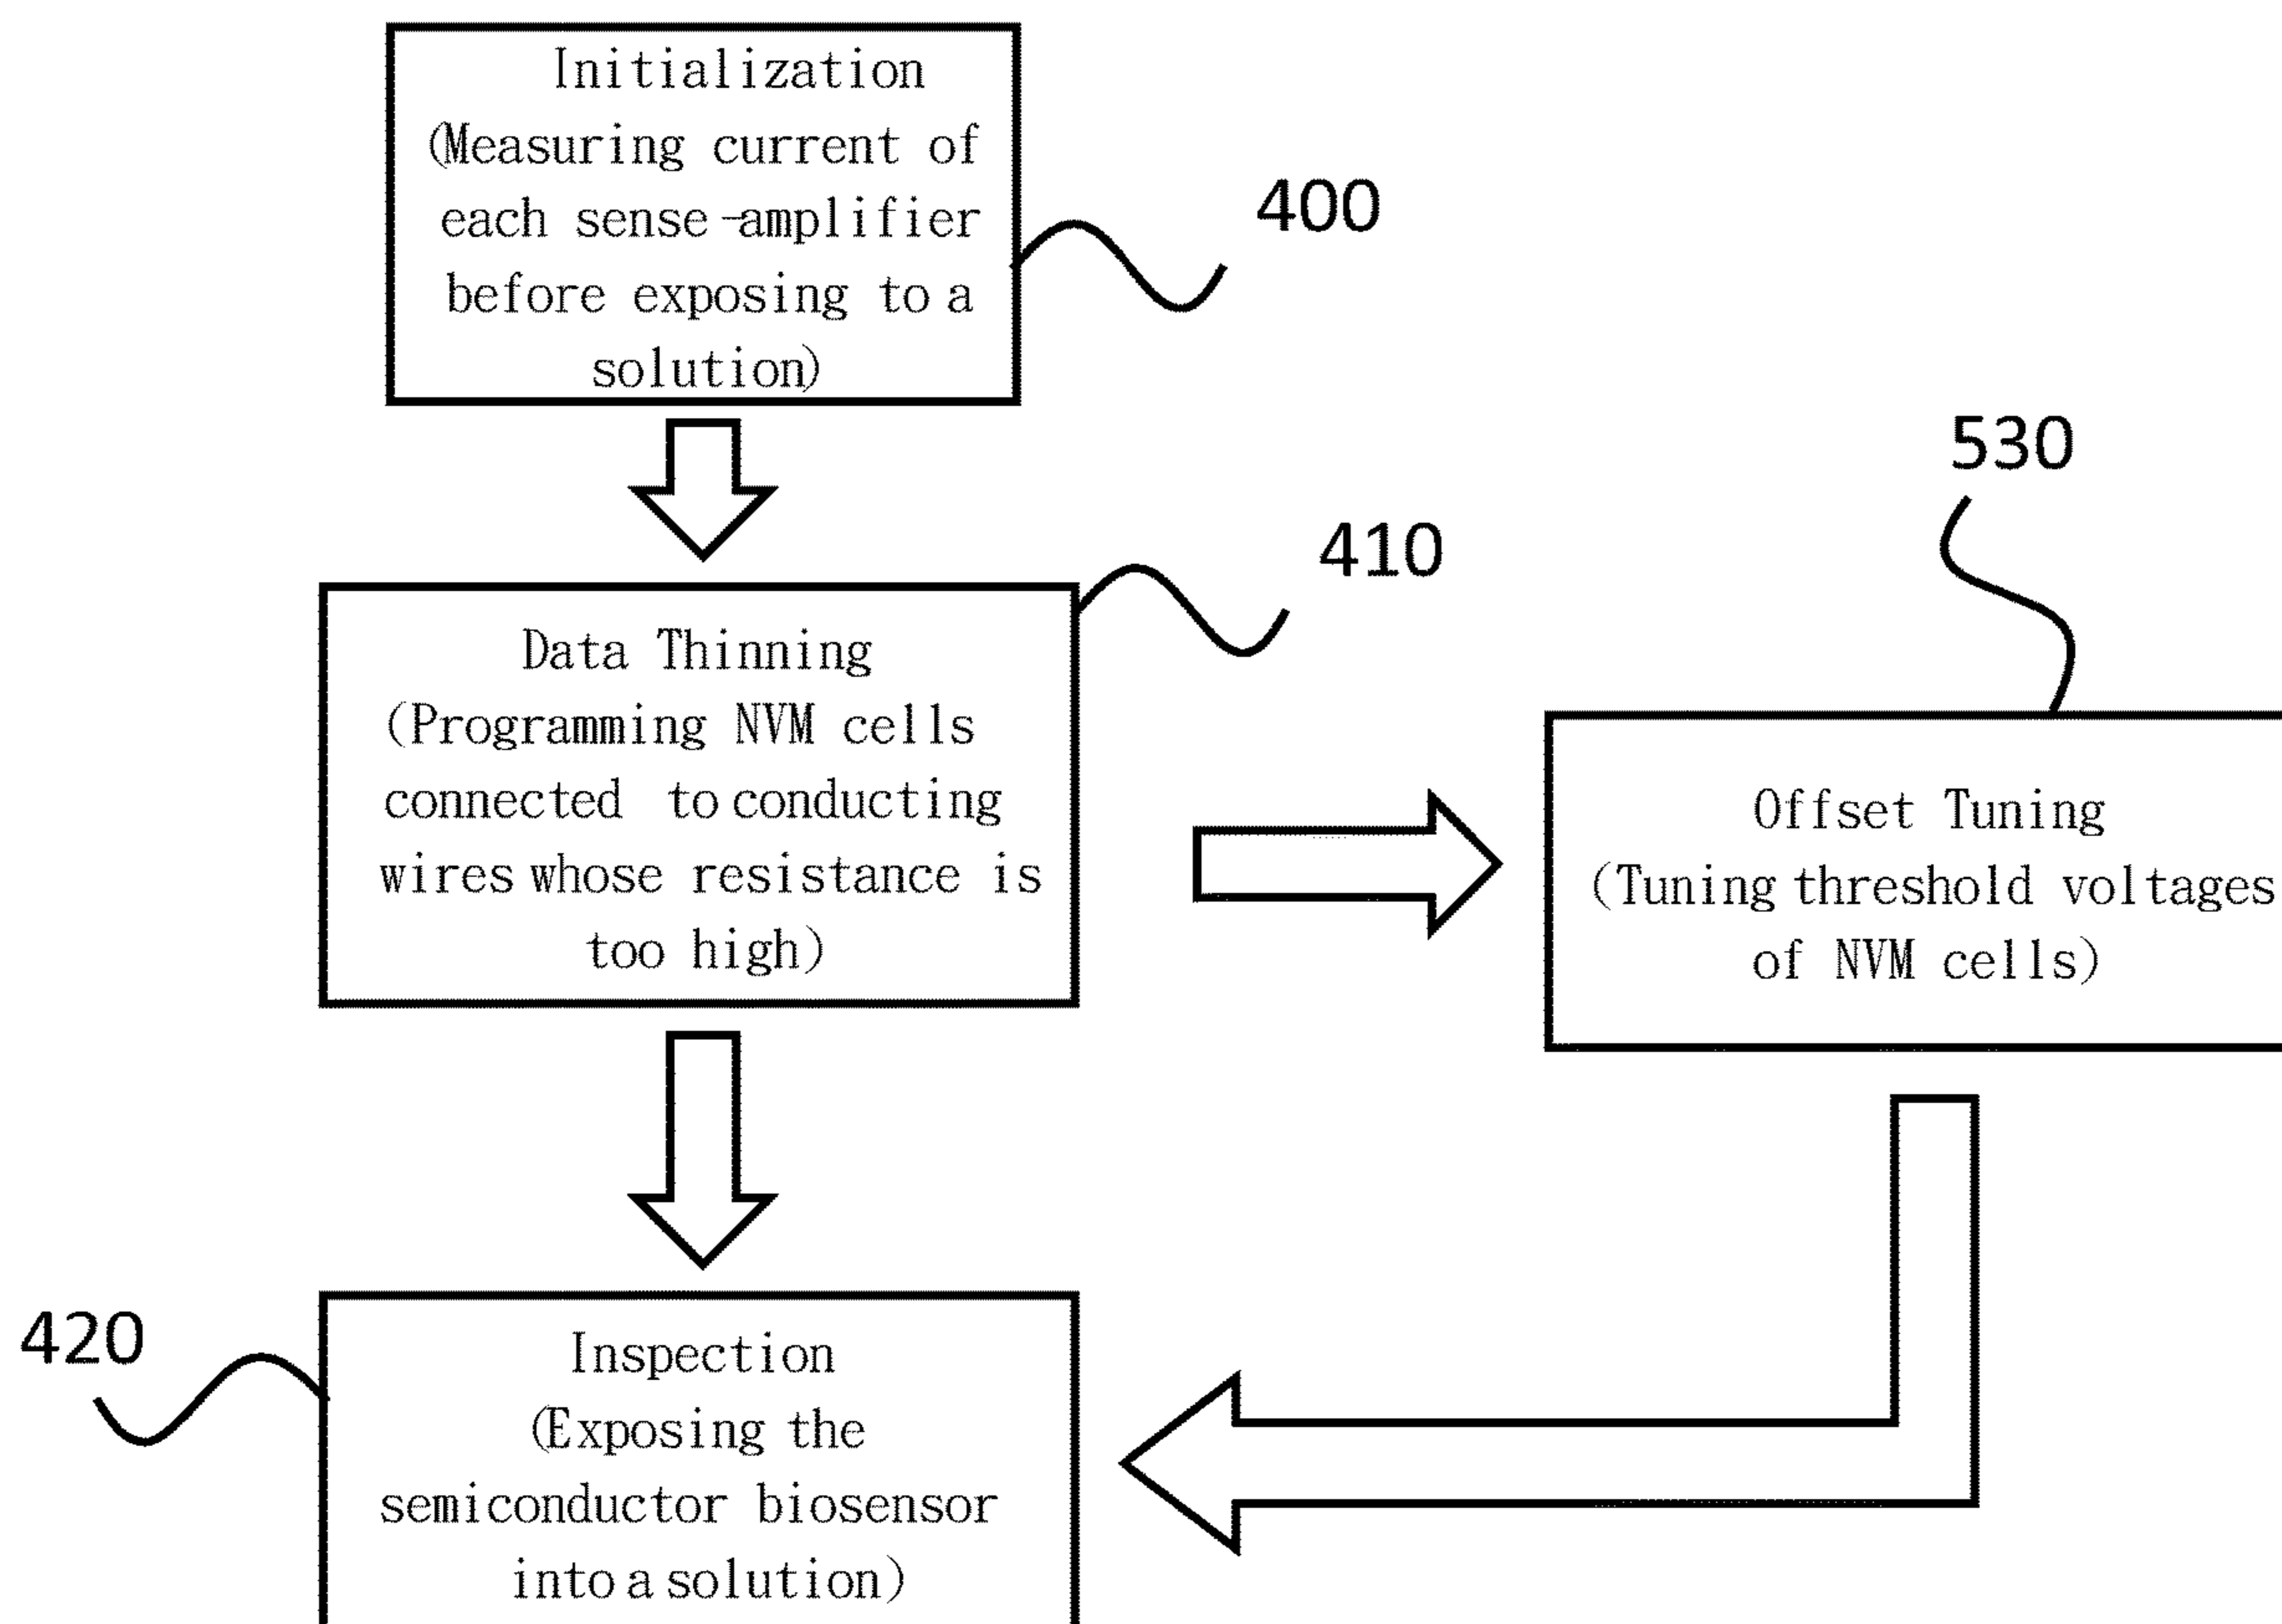 Initialization
(Measuring current of
each sense-amplifier
before exposing to a
solution)
400
410
Data Thinning
(Programming NVM cells
connected to conducting
wires whose resistance is
too high)
530
Offset Tuning
(Tuning threshold voltages
of NVM cells)
420
Inspection
(Exposing the
semiconductor biosensor
into a solution)